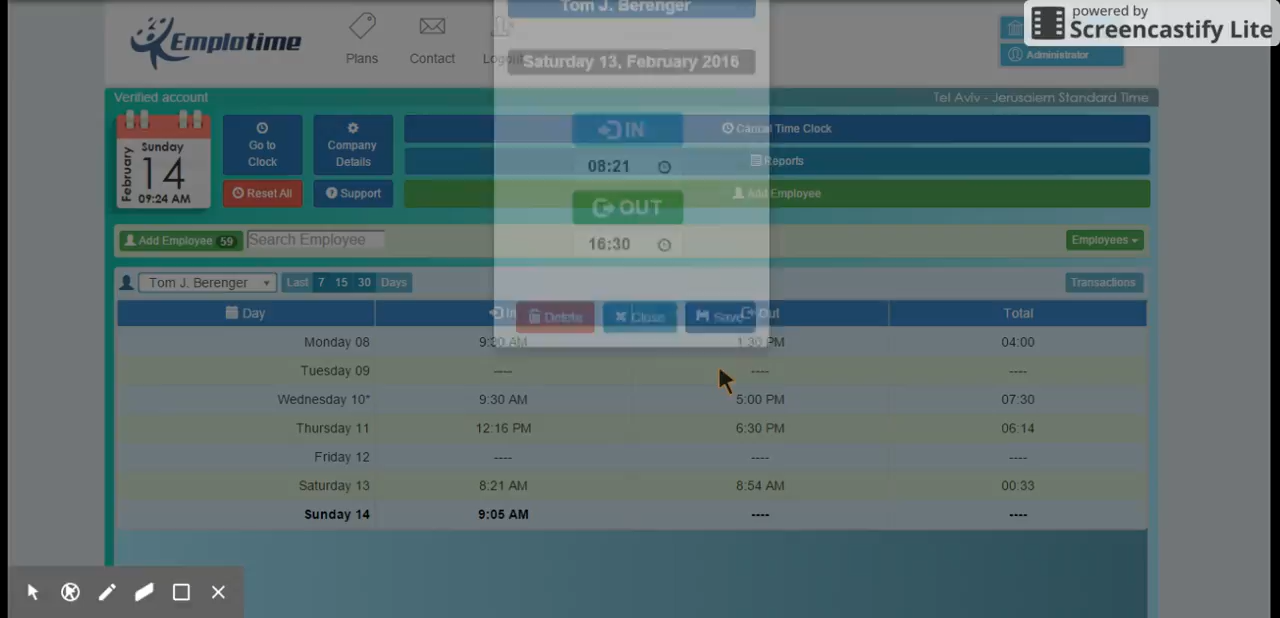 powered by
Screencastify Lite
Emplotime
Plans
Contact
Logout
Administrator
Tom J. Berenger
Saturday 13, February 2016
IN
08:21
OUT
16:30
Delete
Close
Save
Verified account
Tel Aviv - Jerusalem Standard Time
February
Sunday
14
09:24 AM
Go to
Clock
Company
Details
Reset All
Support
Cancel Time Clock
Reports
Add Employee
Add Employee 59
Search Employee
Employees
Tom J. Berenger
Last 7 15 30 Days
Transactions
Day In Out Total
Monday 08 9:30 AM 1:30 PM 04:00
Tuesday 09 ---- ---- ----
Wednesday 10* 9:30 AM 5:00 PM 07:30
Thursday 11 12:16 PM 6:30 PM 06:14
Friday 12 ---- ---- ----
Saturday 13 8:21 AM 8:54 AM 00:33
Sunday 14 9:05 AM ---- ----